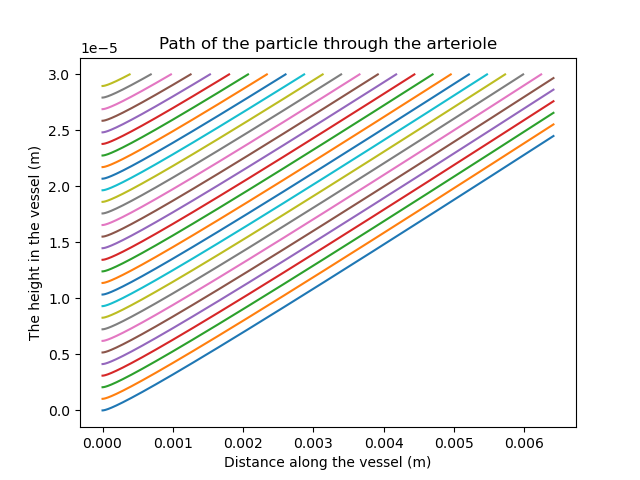 Path of the particle through the arteriole
1e−5
3.0
2.5
2.0
1.5
1.0
0.5
0.0
The height in the vessel (m)
0.000 0.001 0.002 0.003 0.004 0.005 0.006
Distance along the vessel (m)